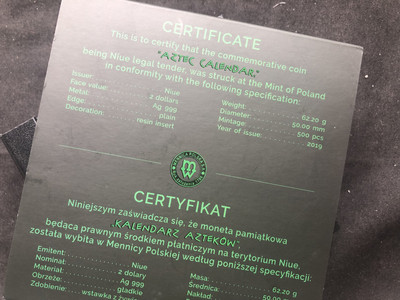 CERTIFICATE
This is to certify that the commemorative coin
"AZTEC CALENDAR"
being Niue legal tender, was struck at the Mint of Poland
in conformity with the following specification:
Issuer: Niue
Face value: 2 dollars
Metal: Ag 999
Edge: plain
Decoration: resin insert
Weight: 62.20 g
Diameter: 50.00 mm
Mintage: 500 pcs
Year of issue: 2019
CERTYFIKAT
Niniejszym zaświadcza się, że moneta pamiątkowa
„KALENDARZ AZTEKÓW",
będąca prawnym środkiem płatniczym na terytorium Niue,
została wybita w Mennicy Polskiej według poniższej specyfikacji:
Emitent: Niue
Nominał: 2 dolary
Materiał: Ag 999
Obrzeże: gładkie
Zdobienie: wstawka z
Masa: 62.20 g
Średnica: 50.00
Nakład: